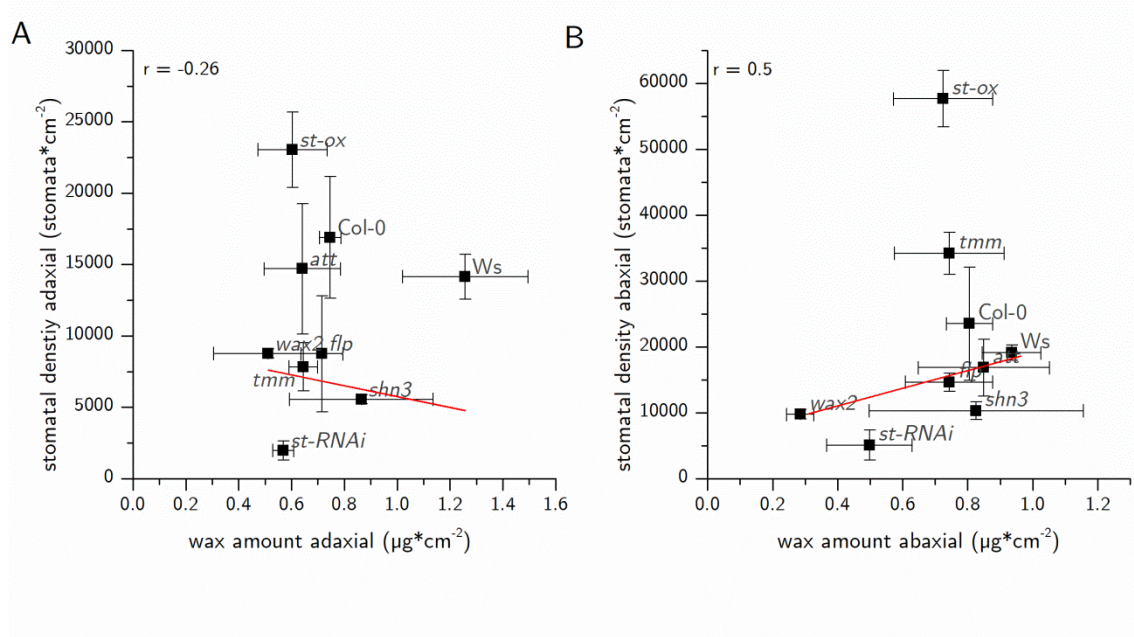 A
r = -0.26
stomatal denstiy adaxial (stomata*cm-2)
30000
25000
20000
15000
10000
5000
0
st-ox
Col-0
att
Ws
wax2 flp
tmm
shn3
st-RNAi
0.0 0.2 0.4 0.6 0.8 1.0 1.2 1.4 1.6
wax amount adaxial (µg*cm-2)
B
r = 0.5
stomatal density abaxial (stomata*cm-2)
60000
50000
40000
30000
20000
10000
0
st-ox
tmm
Col-0
Ws
att
flp
wax2
shn3
st-RNAi
0.0 0.2 0.4 0.6 0.8 1.0 1.2
wax amount abaxial (µg*cm-2)